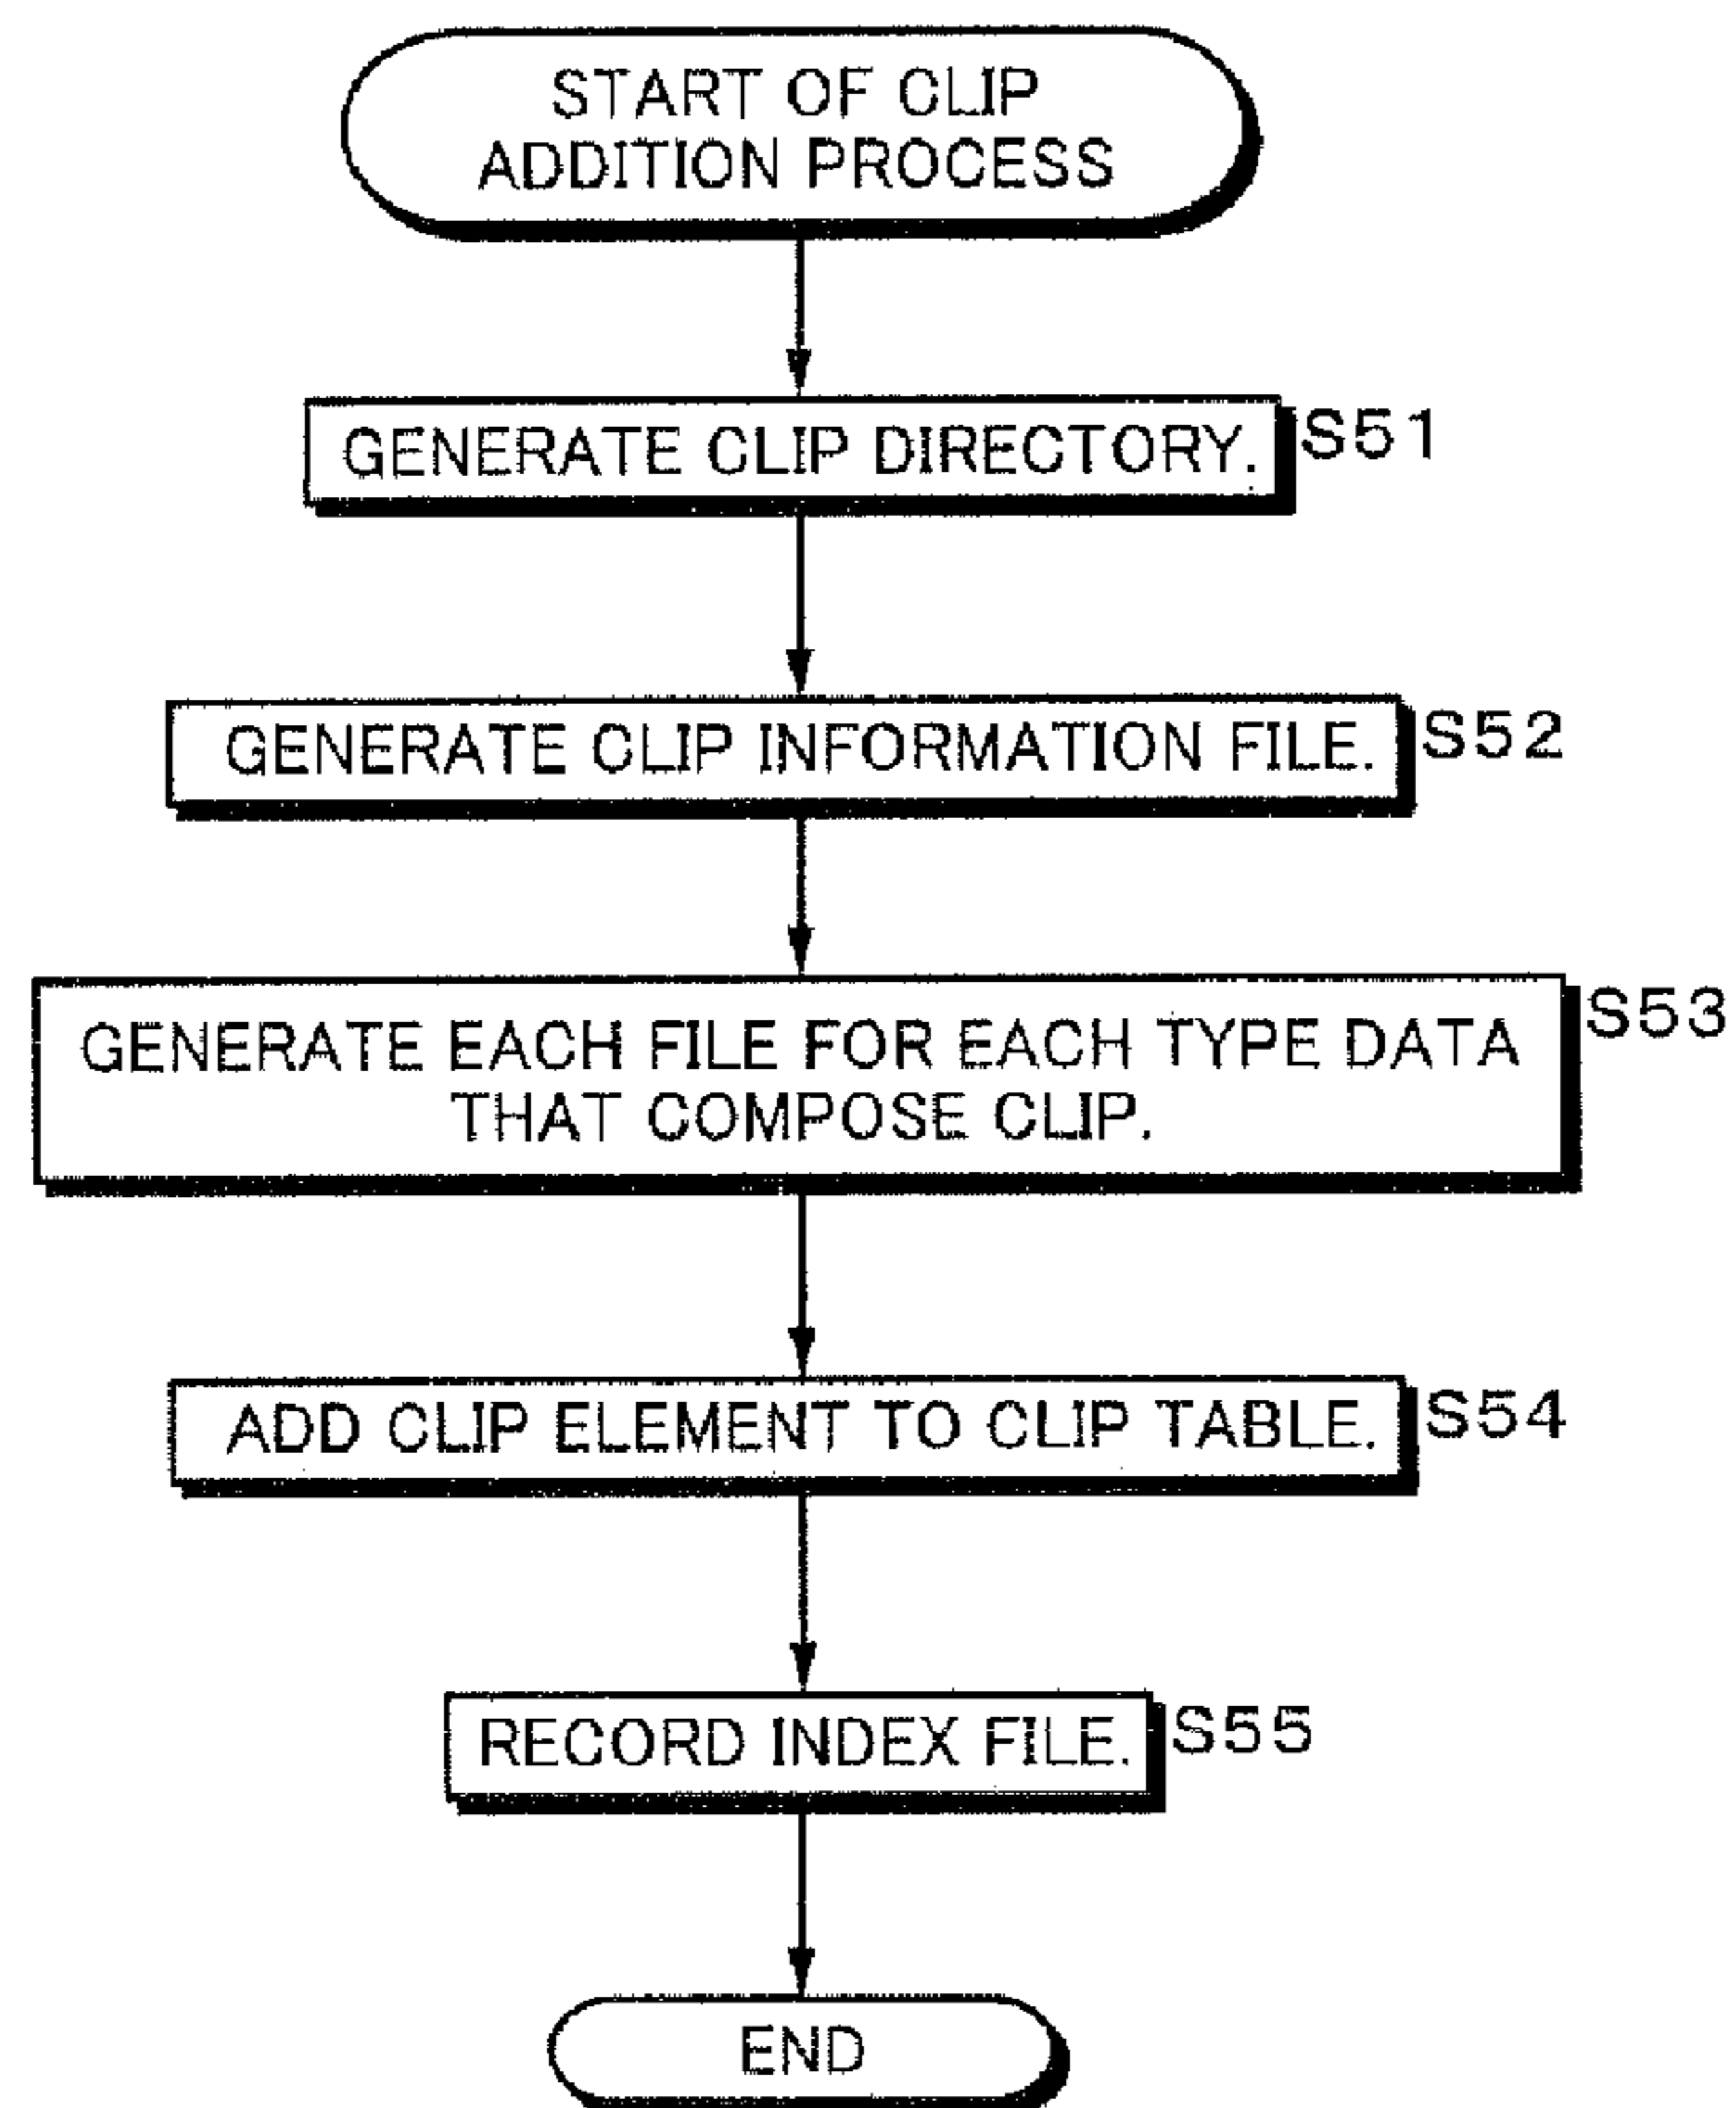 START OF CLIP
ADDITION PROCESS
GENERATE CLIP DIRECTORY.
S51
GENERATE CLIP INFORMATION FILE.
S52
GENERATE EACH FILE FOR EACH TYPE DATA
THAT COMPOSE CLIP.
S53
ADD CLIP ELEMENT TO CLIP TABLE.
S54
RECORD INDEX FILE.
S55
END